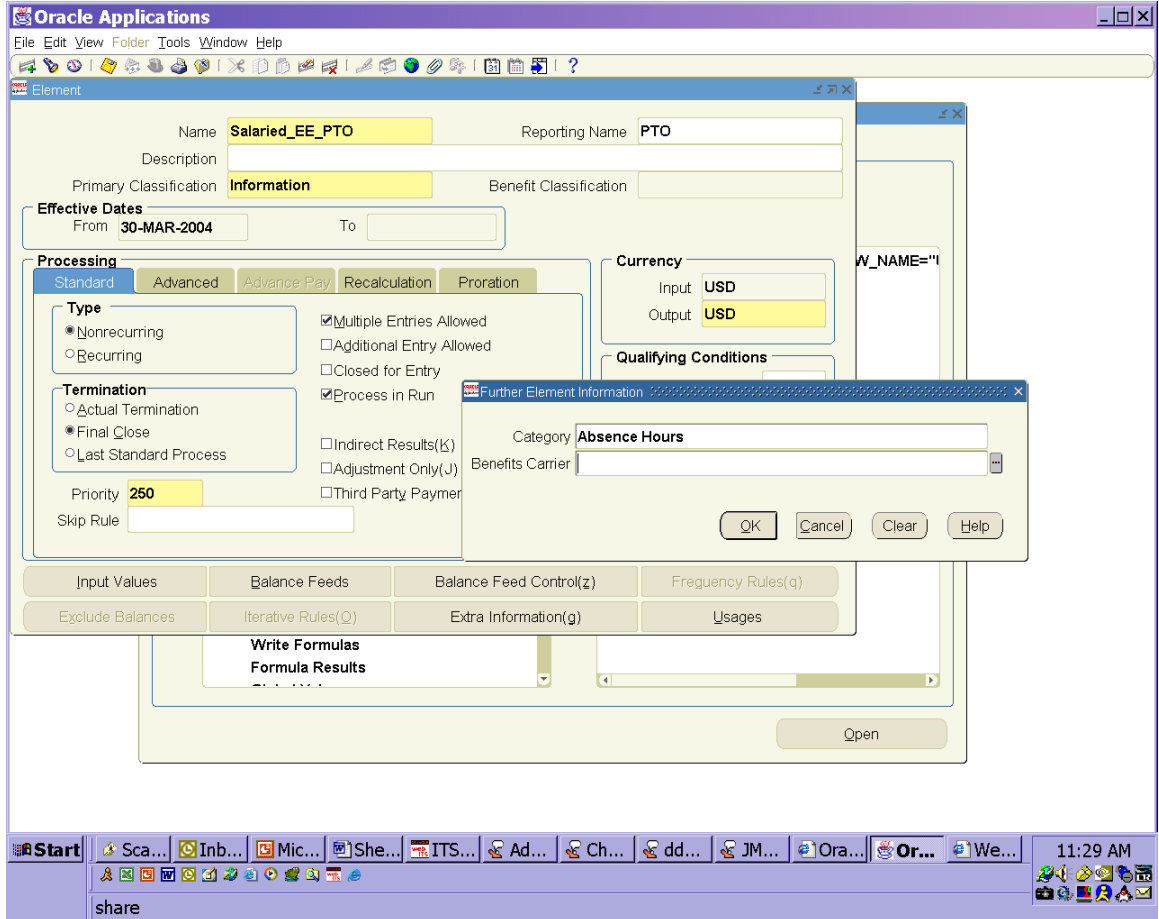 Oracle Applications
File Edit View Folder Tools Window Help
Element
Name Salaried_EE_PTO Reporting Name PTO
Description
Primary Classification Information Benefit Classification
Effective Dates
From 30-MAR-2004 To
Processing
Standard Advanced Advance Pay Recalculation Proration
Type
Nonrecurring
Recurring
Termination
Actual Termination
Final Close
Last Standard Process
Priority 250
Skip Rule
Multiple Entries Allowed
Additional Entry Allowed
Closed for Entry
Process in Run
Indirect Results(K)
Adjustment Only(J)
Third Party Paymer
Currency
Input USD
Output USD
Qualifying Conditions
W_NAME="
Further Element Information
Category Absence Hours
Benefits Carrier
OK Cancel Clear Help
Input Values Balance Feeds Balance Feed Control(z) Frequency Rules(q)
Exclude Balances Iterative Rules(O) Extra Information(g) Usages
Write Formulas
Formula Results
Open
Start Sca... Inb... Mic... She... ITS... Ad... Ch... dd... JM... Ora... Or... We... 11:29 AM
share